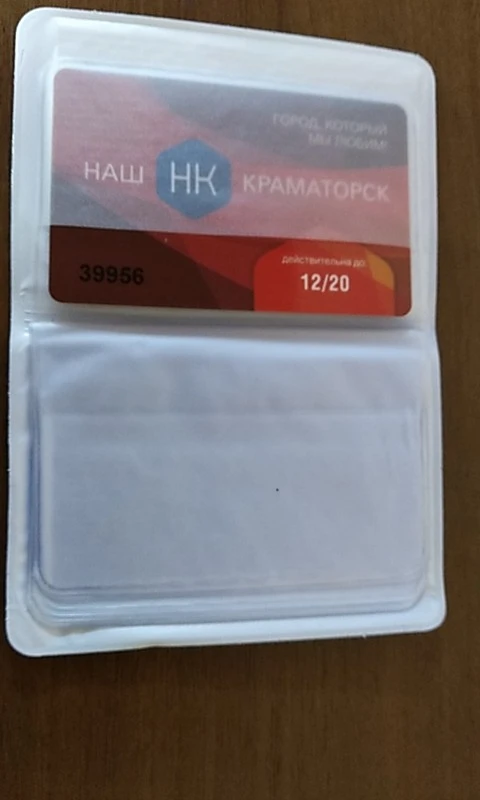 ГОРОД, КОТОРЫЙ
МЫ ЛЮБИМ!
НАШ НК КРАМАТОРСК
39956
действительна до:
12/20